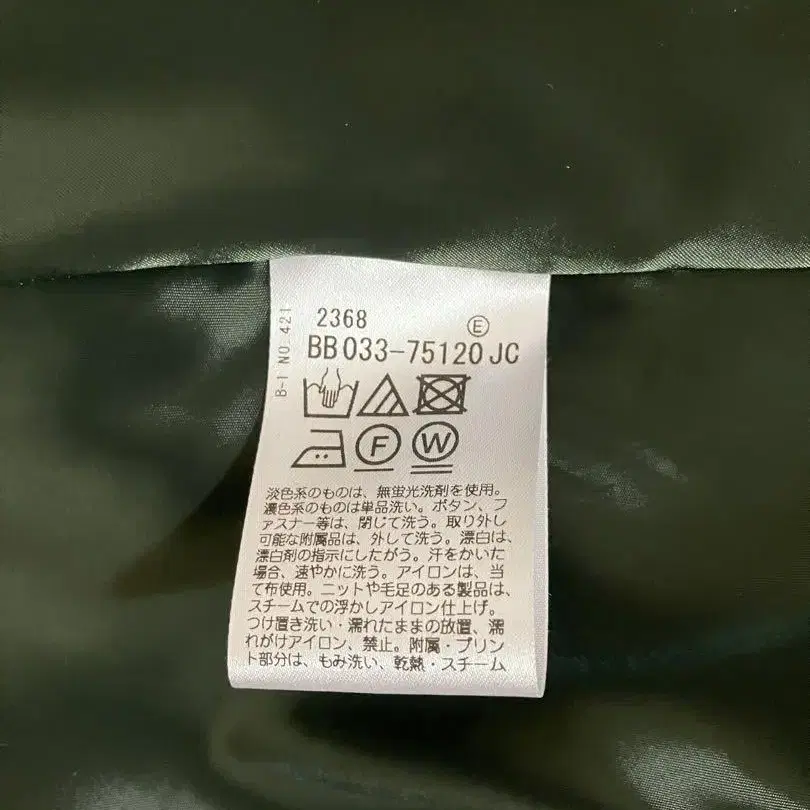 B-1 NO.421
2368
E
BB033-75120 JC
F
W
淡色系のものは、無蛍光洗剤を使用。
濃色系のものは単品洗い。ボタン、フ
ァスナー等は、閉じて洗う。取り外し
可能な附属品は、外して洗う。漂白は、
漂白剤の指示にしたがう。汗をかいた
場合、速やかに洗う。アイロンは、当
て布使用。ニットや毛足のある製品は、
スチームでの浮かしアイロン仕上げ。
つけ置き洗い・濡れたままの放置、濡
れがけアイロン、禁止。附属・プリン
ト部分は、もみ洗い、乾熱・スチーム